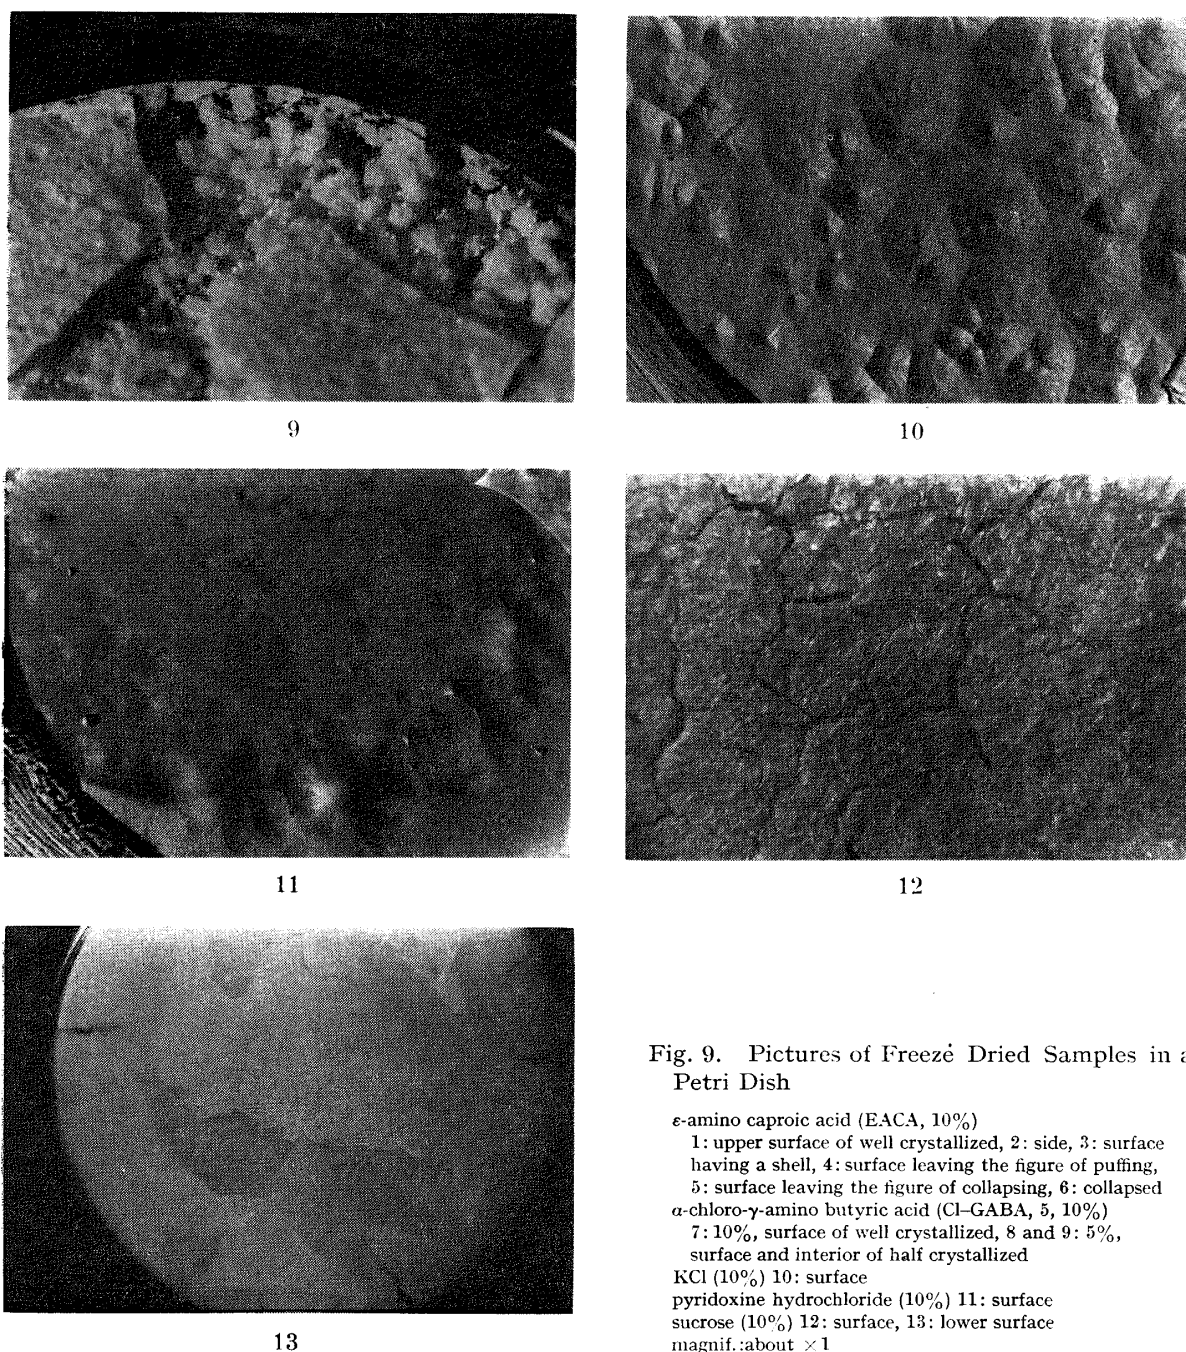 9
10
11
12
13
Fig. 9. Pictures of Freeze Dried Samples in a
Petri Dish
ε-amino caproic acid (EACA, 10%)
1: upper surface of well crystallized, 2: side, 3: surface
having a shell, 4: surface leaving the figure of puffing,
5: surface leaving the figure of collapsing, 6: collapsed
α-chloro-γ-amino butyric acid (Cl–GABA, 5, 10%)
7: 10%, surface of well crystallized, 8 and 9: 5%,
surface and interior of half crystallized
KCl (10%) 10: surface
pyridoxine hydrochloride (10%) 11: surface
sucrose (10%) 12: surface, 13: lower surface
magnif.:about ×1